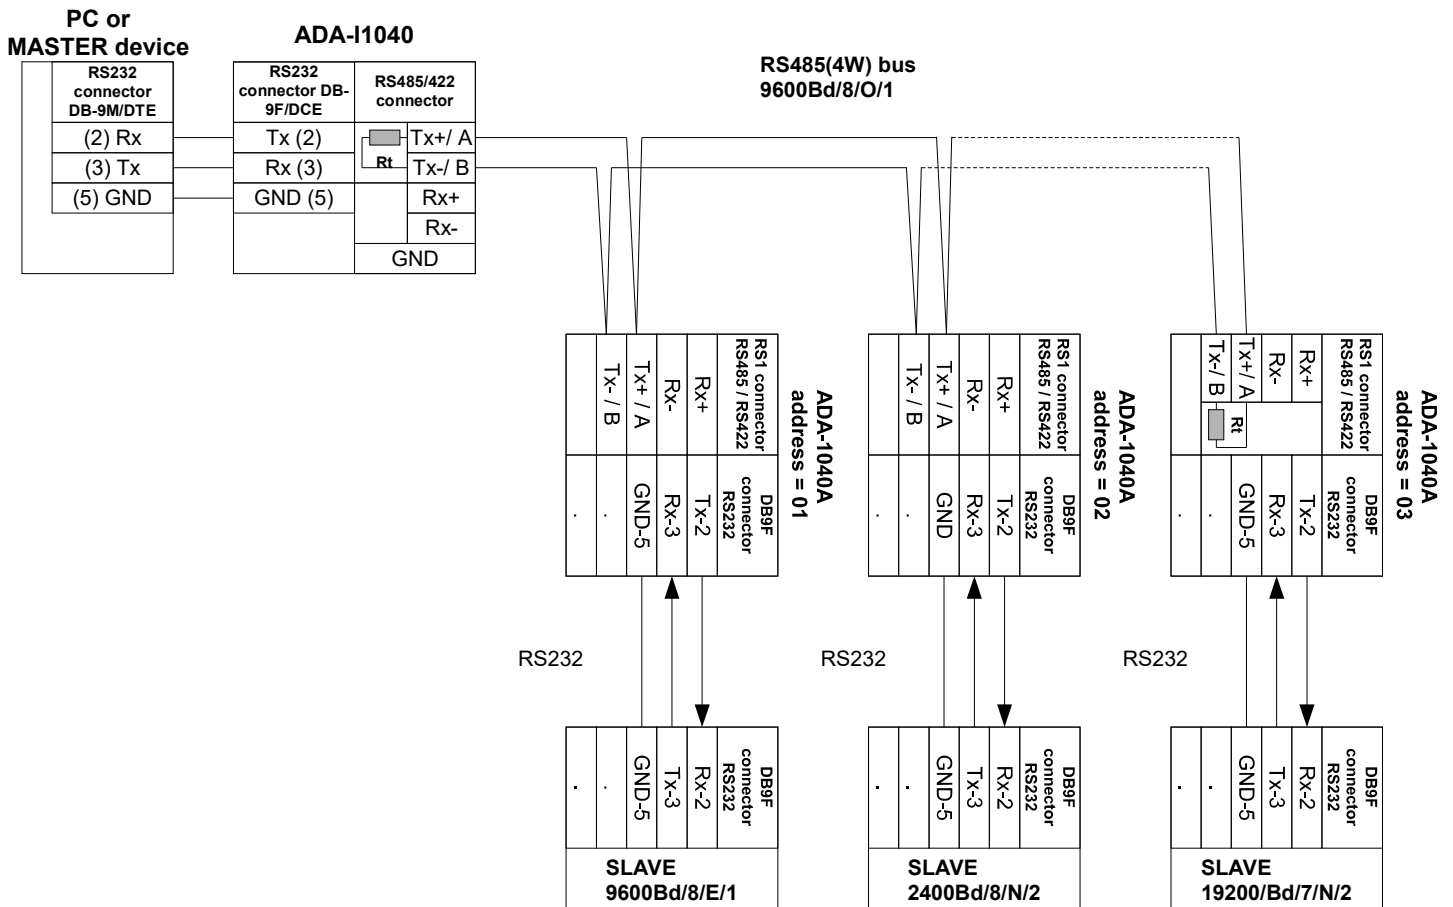 PC or
MASTER device
RS232
connector
DB-9M/DTE
(2) Rx
(3) Tx
(5) GND
ADA-I1040
RS232
connector DB-
9F/DCE
RS485/422
connector
Tx (2)
Rx (3)
GND (5)
Rt
Tx+/ A
Tx-/ B
Rx+
Rx-
GND
RS485(4W) bus
9600Bd/8/O/1
ADA-1040A
address = 01
RS1 connector
RS485 / RS422
Rx+
Rx-
Tx+ / A
Tx- / B
DB9F
connector
RS232
Tx-2
Rx-3
GND-5
.
.
RS232
DB9F
connector
RS232
Rx-2
Tx-3
GND-5
.
.
SLAVE
9600Bd/8/E/1
ADA-1040A
address = 02
RS1 connector
RS485 / RS422
Rx+
Rx-
Tx+ / A
Tx- / B
DB9F
connector
RS232
Tx-2
Rx-3
GND
.
.
RS232
DB9F
connector
RS232
Rx-2
Tx-3
GND-5
.
.
SLAVE
2400Bd/8/N/2
ADA-1040A
address = 03
RS1 connector
RS485 / RS422
Rx+
Rx-
Tx+/ A
Tx-/ B
Rt
DB9F
connector
RS232
Tx-2
Rx-3
GND-5
.
.
RS232
DB9F
connector
RS232
Rx-2
Tx-3
GND-5
.
.
SLAVE
19200/Bd/7/N/2